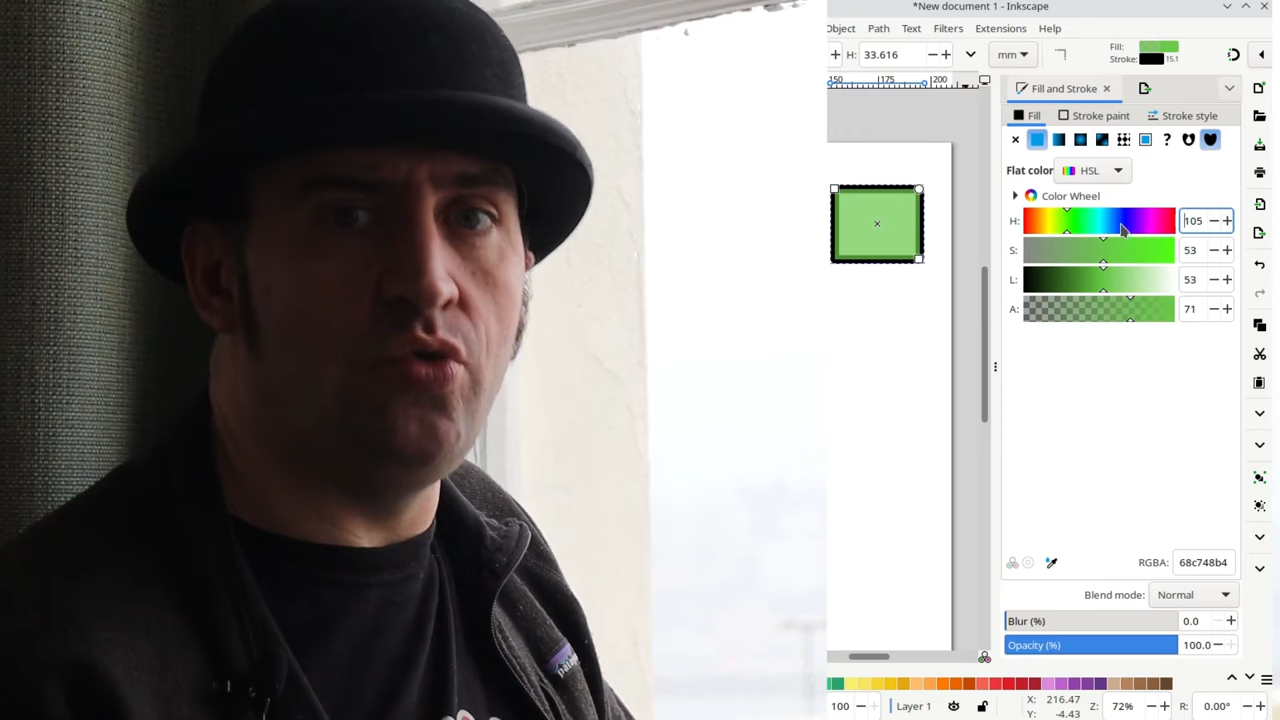 *New document 1 - Inkscape
Object Path Text Filters Extensions Help
H: 33.616 mm Fill:
Stroke: 15.1
150 175 200
Fill and Stroke
Fill Stroke paint Stroke style
?
Flat color HSL
Color Wheel
H: 105
S: 53
L: 53
A: 71
RGBA: 68c748b4
Blend mode: Normal
Blur (%) 0.0
Opacity (%) 100.0
100 Layer 1 X: 216.47 Z: 72% R: 0.00°
Y: -4.43